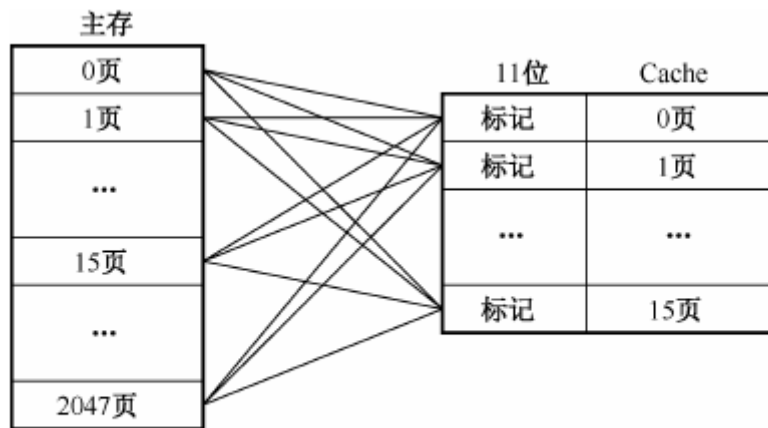 主存
0页
1页
...
15页
...
2047页
11位 Cache
标记 0页
标记 1页
... ...
标记 15页